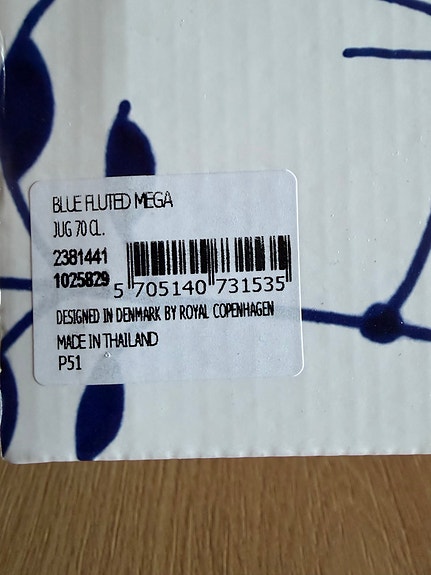 BLUE FLUTED MEGA
JUG 70 CL.
2381441
1025829
5 705140 731535
DESIGNED IN DENMARK BY ROYAL COPENHAGEN
MADE IN THAILAND
P51